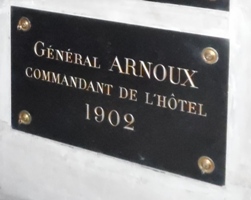 GÉNÉRAL ARNOUX
COMMANDANT DE L'HÔTEL
1902